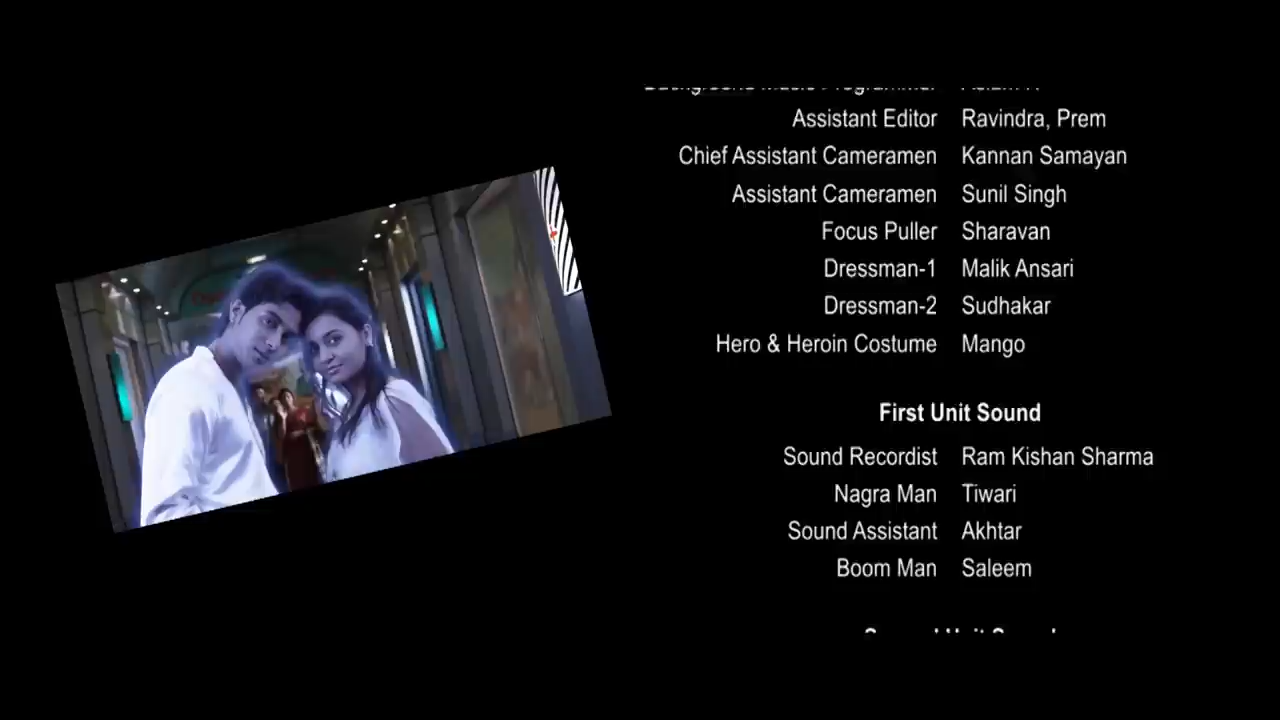 Assistant Editor Ravindra, Prem
Chief Assistant Cameramen Kannan Samayan
Assistant Cameramen Sunil Singh
Focus Puller Sharavan
Dressman-1 Malik Ansari
Dressman-2 Sudhakar
Hero & Heroin Costume Mango
First Unit Sound
Sound Recordist Ram Kishan Sharma
Nagra Man Tiwari
Sound Assistant Akhtar
Boom Man Saleem